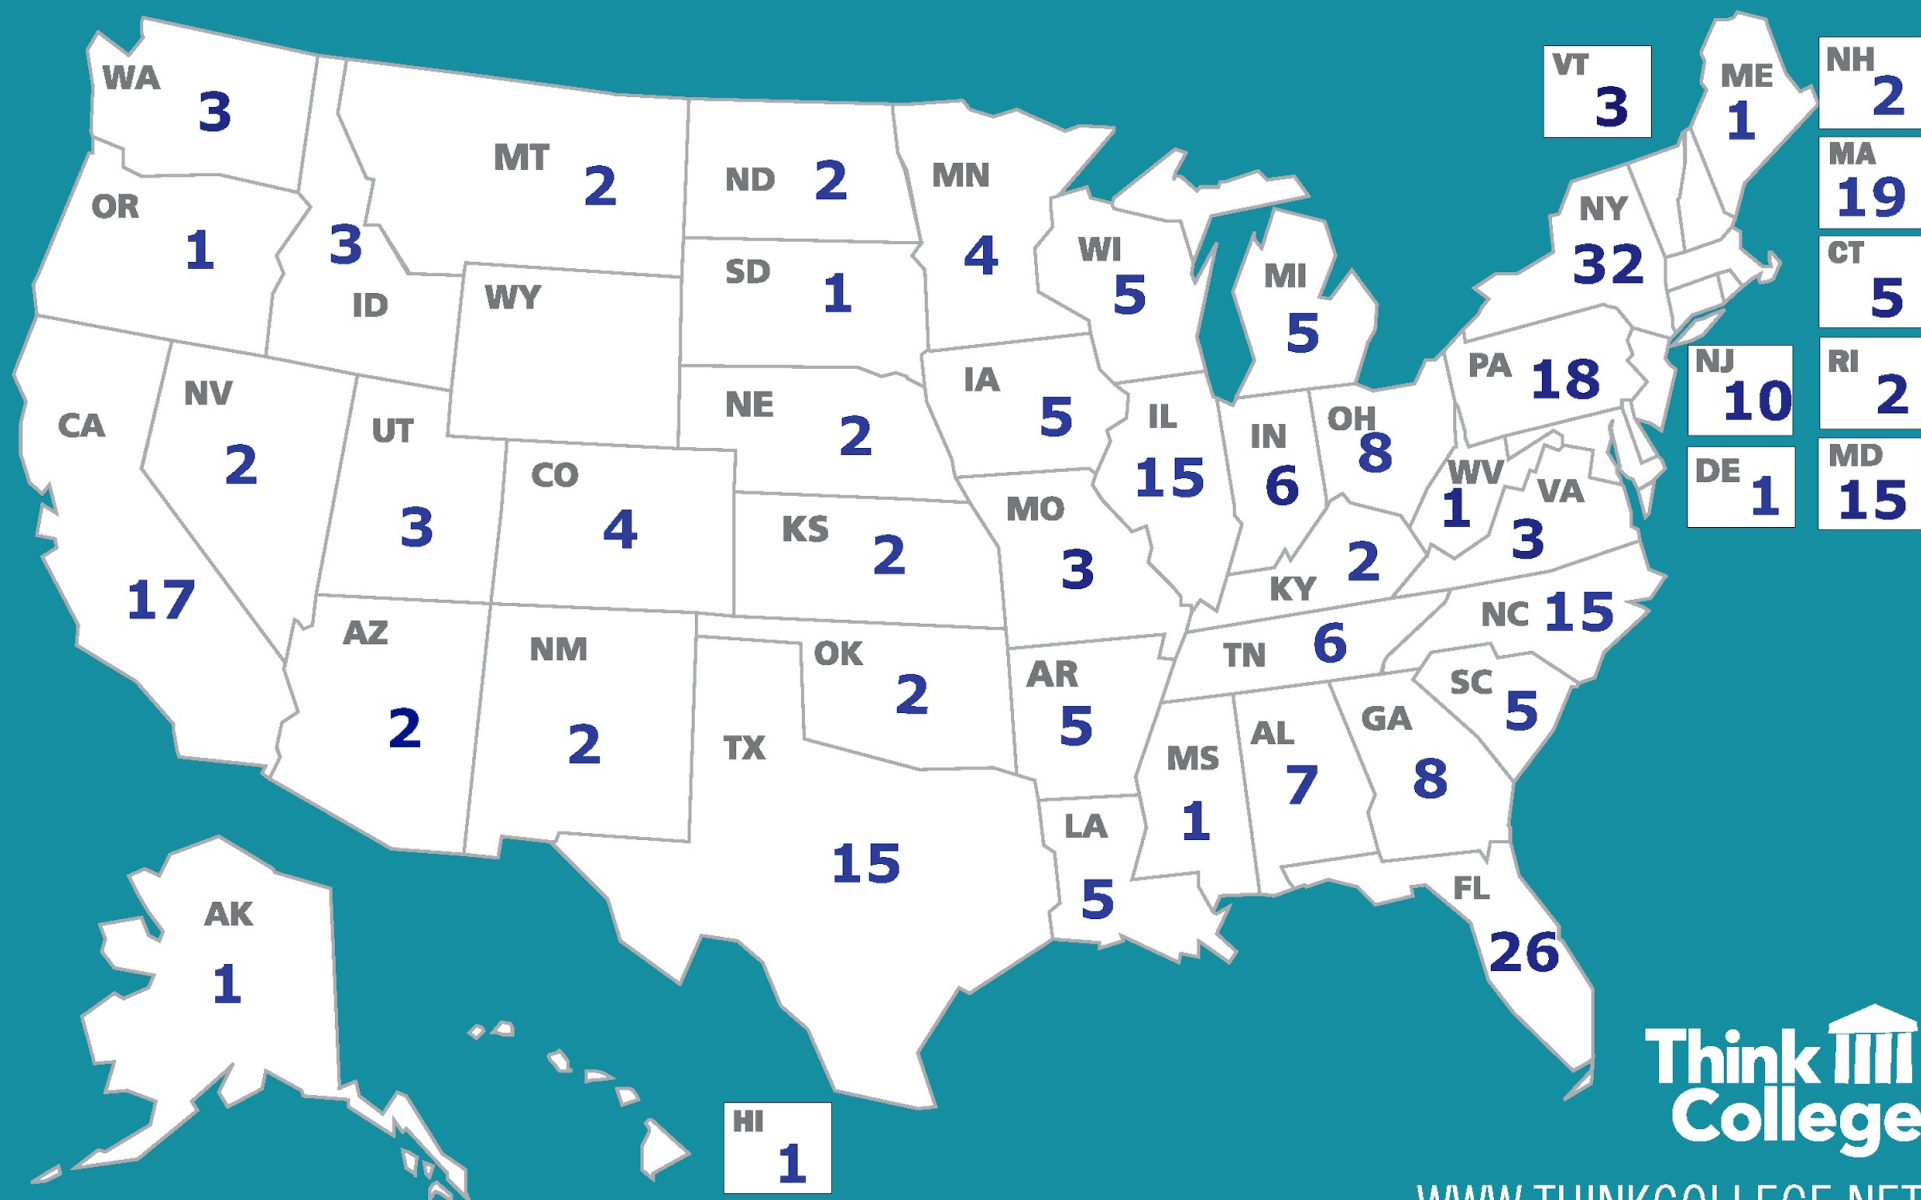 WA
3
OR
1
3
ID
MT
2
WY
ND
2
SD
1
NE
2
KS
2
MN
4
WI
5
MI
5
IA
5
IL
15
IN
6
OH
8
MO
3
CA
17
NV
2
UT
3
CO
4
AZ
2
NM
2
TX
15
OK
2
AR
5
LA
5
MS
1
AL
7
GA
8
FL
26
SC
5
NC 15
TN
6
KY
2
WV
1
VA
3
PA
18
NY
32
VT
3
ME
1
NH
2
MA
19
CT
5
RI
2
NJ
10
DE
1
MD
15
AK
1
HI
1
Think
College
WWW.THINKCOLLEGE.NET